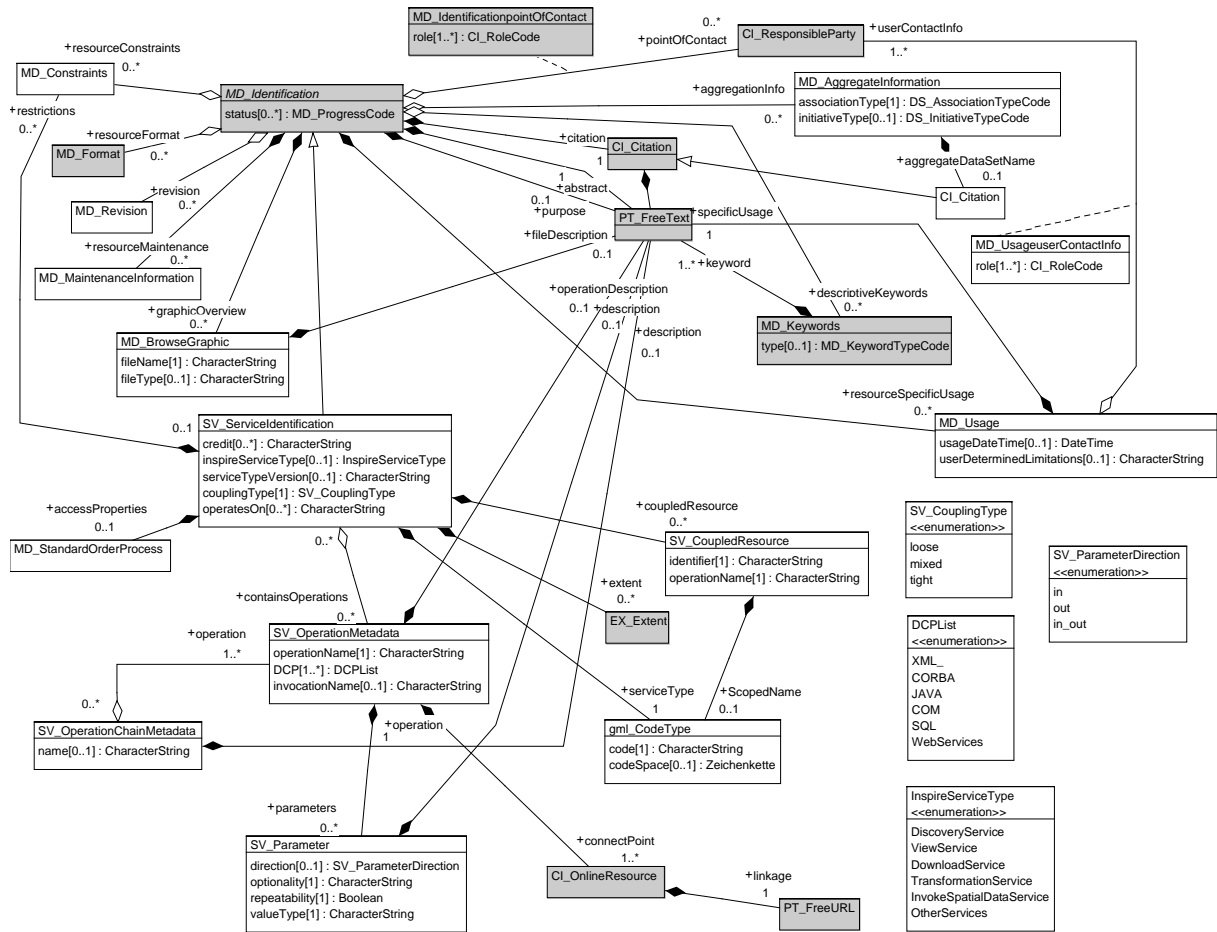 MD_IdentificationpointOfContact
role[1..*] : CI_RoleCode
0..*
+pointOfContact
CI_ResponsibleParty
+userContactInfo
1..*
+resourceConstraints
0..*
MD_Constraints
+restrictions
0..*
MD_Identification
status[0..*] : MD_ProgressCode
+aggregationInfo
0..*
MD_AggregateInformation
associationType[1] : DS_AssociationTypeCode
initiativeType[0..1] : DS_InitiativeTypeCode
+resourceFormat
0..*
MD_Format
+citation
1
CI_Citation
+aggregateDataSetName
0..1
CI_Citation
+revision
0..*
MD_Revision
1
+abstract
0..1
+purpose
PT_FreeText
+specificUsage
1
MD_UsageuserContactInfo
role[1..*] : CI_RoleCode
+resourceMaintenance
0..*
MD_MaintenanceInformation
+fileDescription
0..1
1..*
+keyword
+graphicOverview
0..*
MD_BrowseGraphic
fileName[1] : CharacterString
fileType[0..1] : CharacterString
+operationDescription
0..1
+description
0..1
+description
0..1
+descriptiveKeywords
0..*
MD_Keywords
type[0..1] : MD_KeywordTypeCode
+resourceSpecificUsage
0..*
MD_Usage
usageDateTime[0..1] : DateTime
userDeterminedLimitations[0..1] : CharacterString
0..1
SV_ServiceIdentification
credit[0..*] : CharacterString
inspireServiceType[0..1] : InspireServiceType
serviceTypeVersion[0..1] : CharacterString
couplingType[1] : SV_CouplingType
operatesOn[0..*] : CharacterString
+accessProperties
0..1
MD_StandardOrderProcess
+coupledResource
0..*
SV_CoupledResource
identifier[1] : CharacterString
operationName[1] : CharacterString
SV_CouplingType
<<enumeration>>
loose
mixed
tight
SV_ParameterDirection
<<enumeration>>
in
out
in_out
0..*
+containsOperations
0..*
+extent
0..*
EX_Extent
DCPList
<<enumeration>>
XML_
CORBA
JAVA
COM
SQL
WebServices
+operation
1..*
SV_OperationMetadata
operationName[1] : CharacterString
DCP[1..*] : DCPList
invocationName[0..1] : CharacterString
0..*
SV_OperationChainMetadata
name[0..1] : CharacterString
+operation
1
+serviceType
1
+ScopedName
0..1
gml_CodeType
code[1] : CharacterString
codeSpace[0..1] : Zeichenkette
InspireServiceType
<<enumeration>>
DiscoveryService
ViewService
DownloadService
TransformationService
InvokeSpatialDataService
OtherServices
+parameters
0..*
SV_Parameter
direction[0..1] : SV_ParameterDirection
optionality[1] : CharacterString
repeatability[1] : Boolean
valueType[1] : CharacterString
+connectPoint
1..*
CI_OnlineResource
+linkage
1
PT_FreeURL